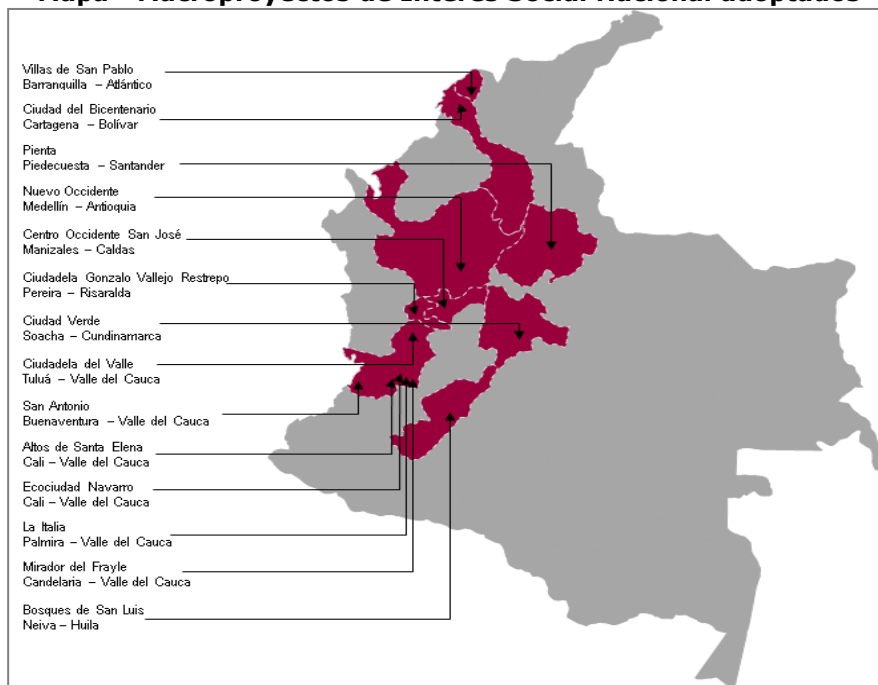 Mapa - Macroproyectos de Interés Social Nacional adoptados
Villas de San Pablo
Barranquilla – Atlántico
Ciudad del Bicentenario
Cartagena – Bolívar
Pienta
Piedecuesta – Santander
Nuevo Occidente
Medellín – Antioquia
Centro Occidente San José
Manizales – Caldas
Ciudadela Gonzalo Vallejo Restrepo
Pereira – Risaralda
Ciudad Verde
Soacha – Cundinamarca
Ciudadela del Valle
Tuluá – Valle del Cauca
San Antonio
Buenaventura – Valle del Cauca
Altos de Santa Elena
Cali – Valle del Cauca
Ecociudad Navarro
Cali – Valle del Cauca
La Italia
Palmira – Valle del Cauca
Mirador del Frayle
Candelaria – Valle del Cauca
Bosques de San Luis
Neiva – Huila